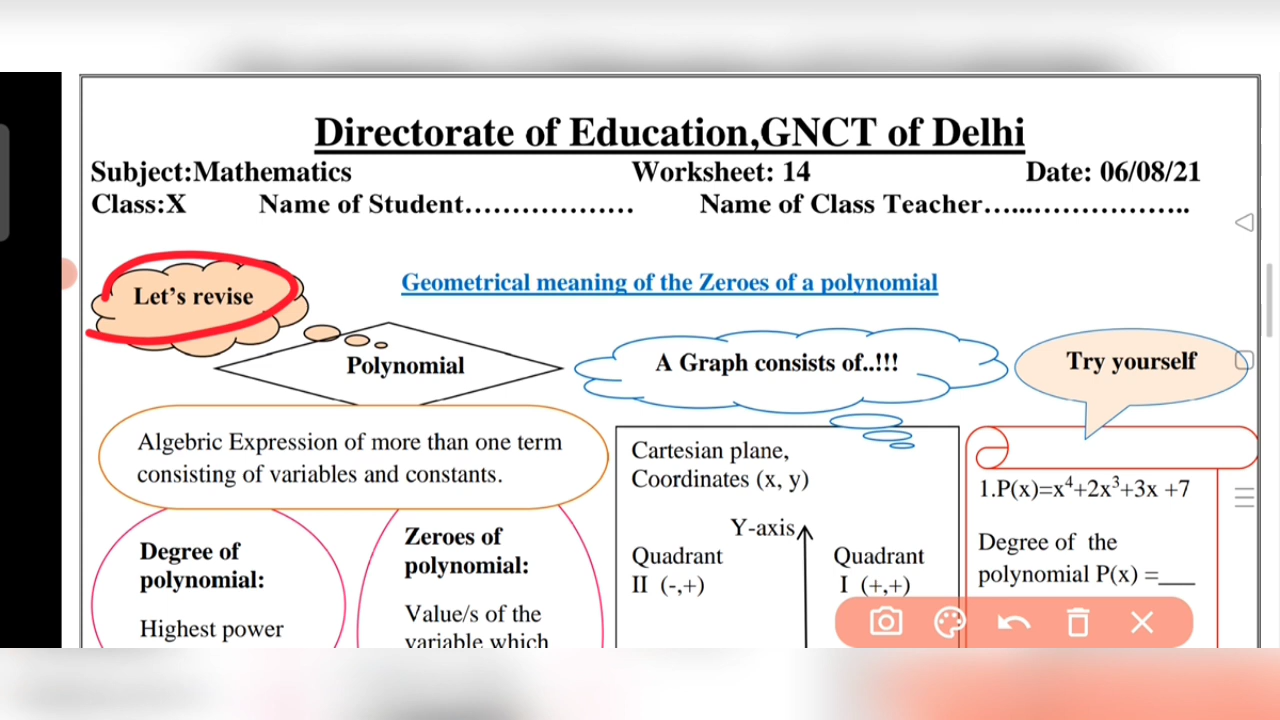 Directorate of Education,GNCT of Delhi
Subject:Mathematics Worksheet: 14 Date: 06/08/21
Class:X Name of Student.................. Name of Class Teacher.........................
Let’s revise
Geometrical meaning of the Zeroes of a polynomial
Polynomial
A Graph consists of..!!!
Try yourself
Algebric Expression of more than one term
consisting of variables and constants.
Degree of
polynomial:
Highest power
Zeroes of
polynomial:
Value/s of the
variable which
Cartesian plane,
Coordinates (x, y)
Y-axis
Quadrant
II (-,+)
Quadrant
I (+,+)
1.P(x)=x⁴+2x³+3x +7
Degree of the
polynomial P(x) =___